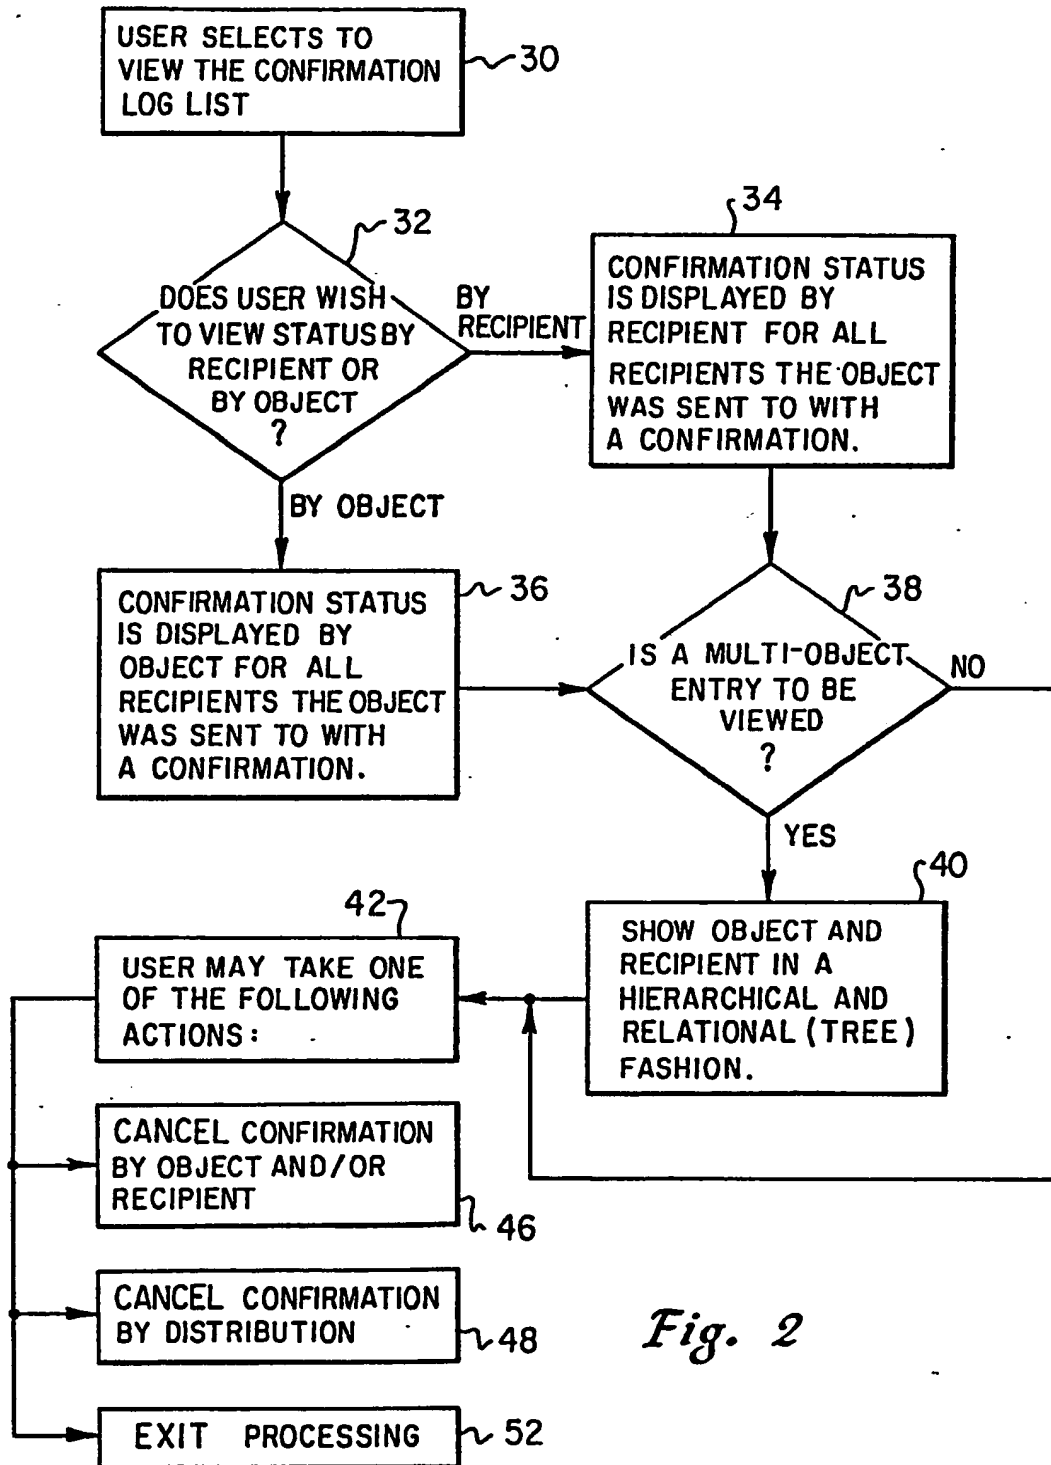 USER SELECTS TO
VIEW THE CONFIRMATION
LOG LIST
30
32
DOES USER WISH
TO VIEW STATUS BY
RECIPIENT OR
BY OBJECT
?
BY
RECIPIENT
34
CONFIRMATION STATUS
IS DISPLAYED BY
RECIPIENT FOR ALL
RECIPIENTS THE OBJECT
WAS SENT TO WITH
A CONFIRMATION.
BY OBJECT
36
CONFIRMATION STATUS
IS DISPLAYED BY
OBJECT FOR ALL
RECIPIENTS THE OBJECT
WAS SENT TO WITH
A CONFIRMATION.
38
IS A MULTI-OBJECT
ENTRY TO BE
VIEWED
?
NO
YES
40
SHOW OBJECT AND
RECIPIENT IN A
HIERARCHICAL AND
RELATIONAL (TREE)
FASHION.
42
USER MAY TAKE ONE
OF THE FOLLOWING
ACTIONS:
CANCEL CONFIRMATION
BY OBJECT AND/OR
RECIPIENT
46
CANCEL CONFIRMATION
BY DISTRIBUTION
48
EXIT PROCESSING
52
Fig. 2